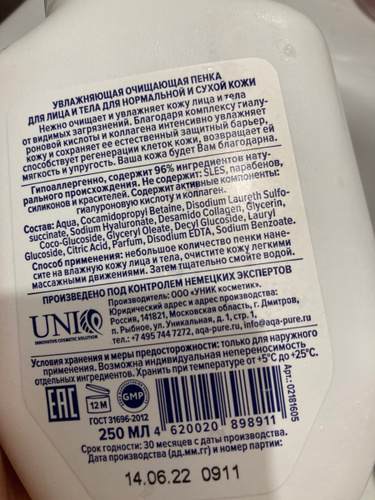 УВЛАЖНЯЮЩАЯ ОЧИЩАЮЩАЯ ПЕНКА
ДЛЯ ЛИЦА И ТЕЛА ДЛЯ НОРМАЛЬНОЙ И СУХОЙ КОЖИ
Нежно очищает и увлажняет кожу лица и тела
от видимых загрязнений. Благодаря комплексу гиалу-
роновой кислоты и коллагена интенсивно увлажняет
кожу и сохраняет ее естественный защитный барьер,
способствует регенерации клеток кожи, возвращает ей
мягкость и упругость. Ваша кожа будет Вам благодарна.
Гипоаллергенно, содержит 96% ингредиентов нату-
рального происхождения. Не содержит: SLES, парабенов,
силиконов и красителей. Содержит активные компоненты:
гиалуроновую кислоту и коллаген.
Состав: Aqua, Cocamidopropyl Betaine, Disodium Laureth Sulfo-
succinate, Sodium Hyaluronate, Desamido Collagen, Glycerin,
Coco-Glucoside, Glyceryl Oleate, Decyl Glucoside, Lauryl
Glucoside, Citric Acid, Parfum, Disodium EDTA, Sodium Benzoate.
Способ применения: небольшое количество пенки нане-
сите на влажную кожу лица и тела, очистите кожу легкими
массажными движениями. Затем тщательно смойте водой.
ПРОИЗВЕДЕНО ПОД КОНТРОЛЕМ НЕМЕЦКИХ ЭКСПЕРТОВ
UNIQ
INNOVATIVE COSMETIC SOLUTION
Производитель: ООО «УНИК косметик».
Юридический адрес и адрес производства:
Россия, 141821, Московская область, г. Дмитров,
п. Рыбное, ул. Уникальная, д. 1, стр. 1,
тел.: +7 495 744 7272, aqa-pure.ru, info@aqa-pure.ru
Условия хранения и меры предосторожности: только для наружного
применения. Возможна индивидуальная непереносимость
отдельных ингредиентов. Хранить при температуре от +5°С до +25°С.
EAC
12 M
GMP
ГОСТ 31696-2012
250 МЛ
4 620020 898911
Арт.: 02181605
Срок годности: 30 месяцев с даты производства.
Дата производства (дд.мм.гг) и номер партии:
14.06.22 0911